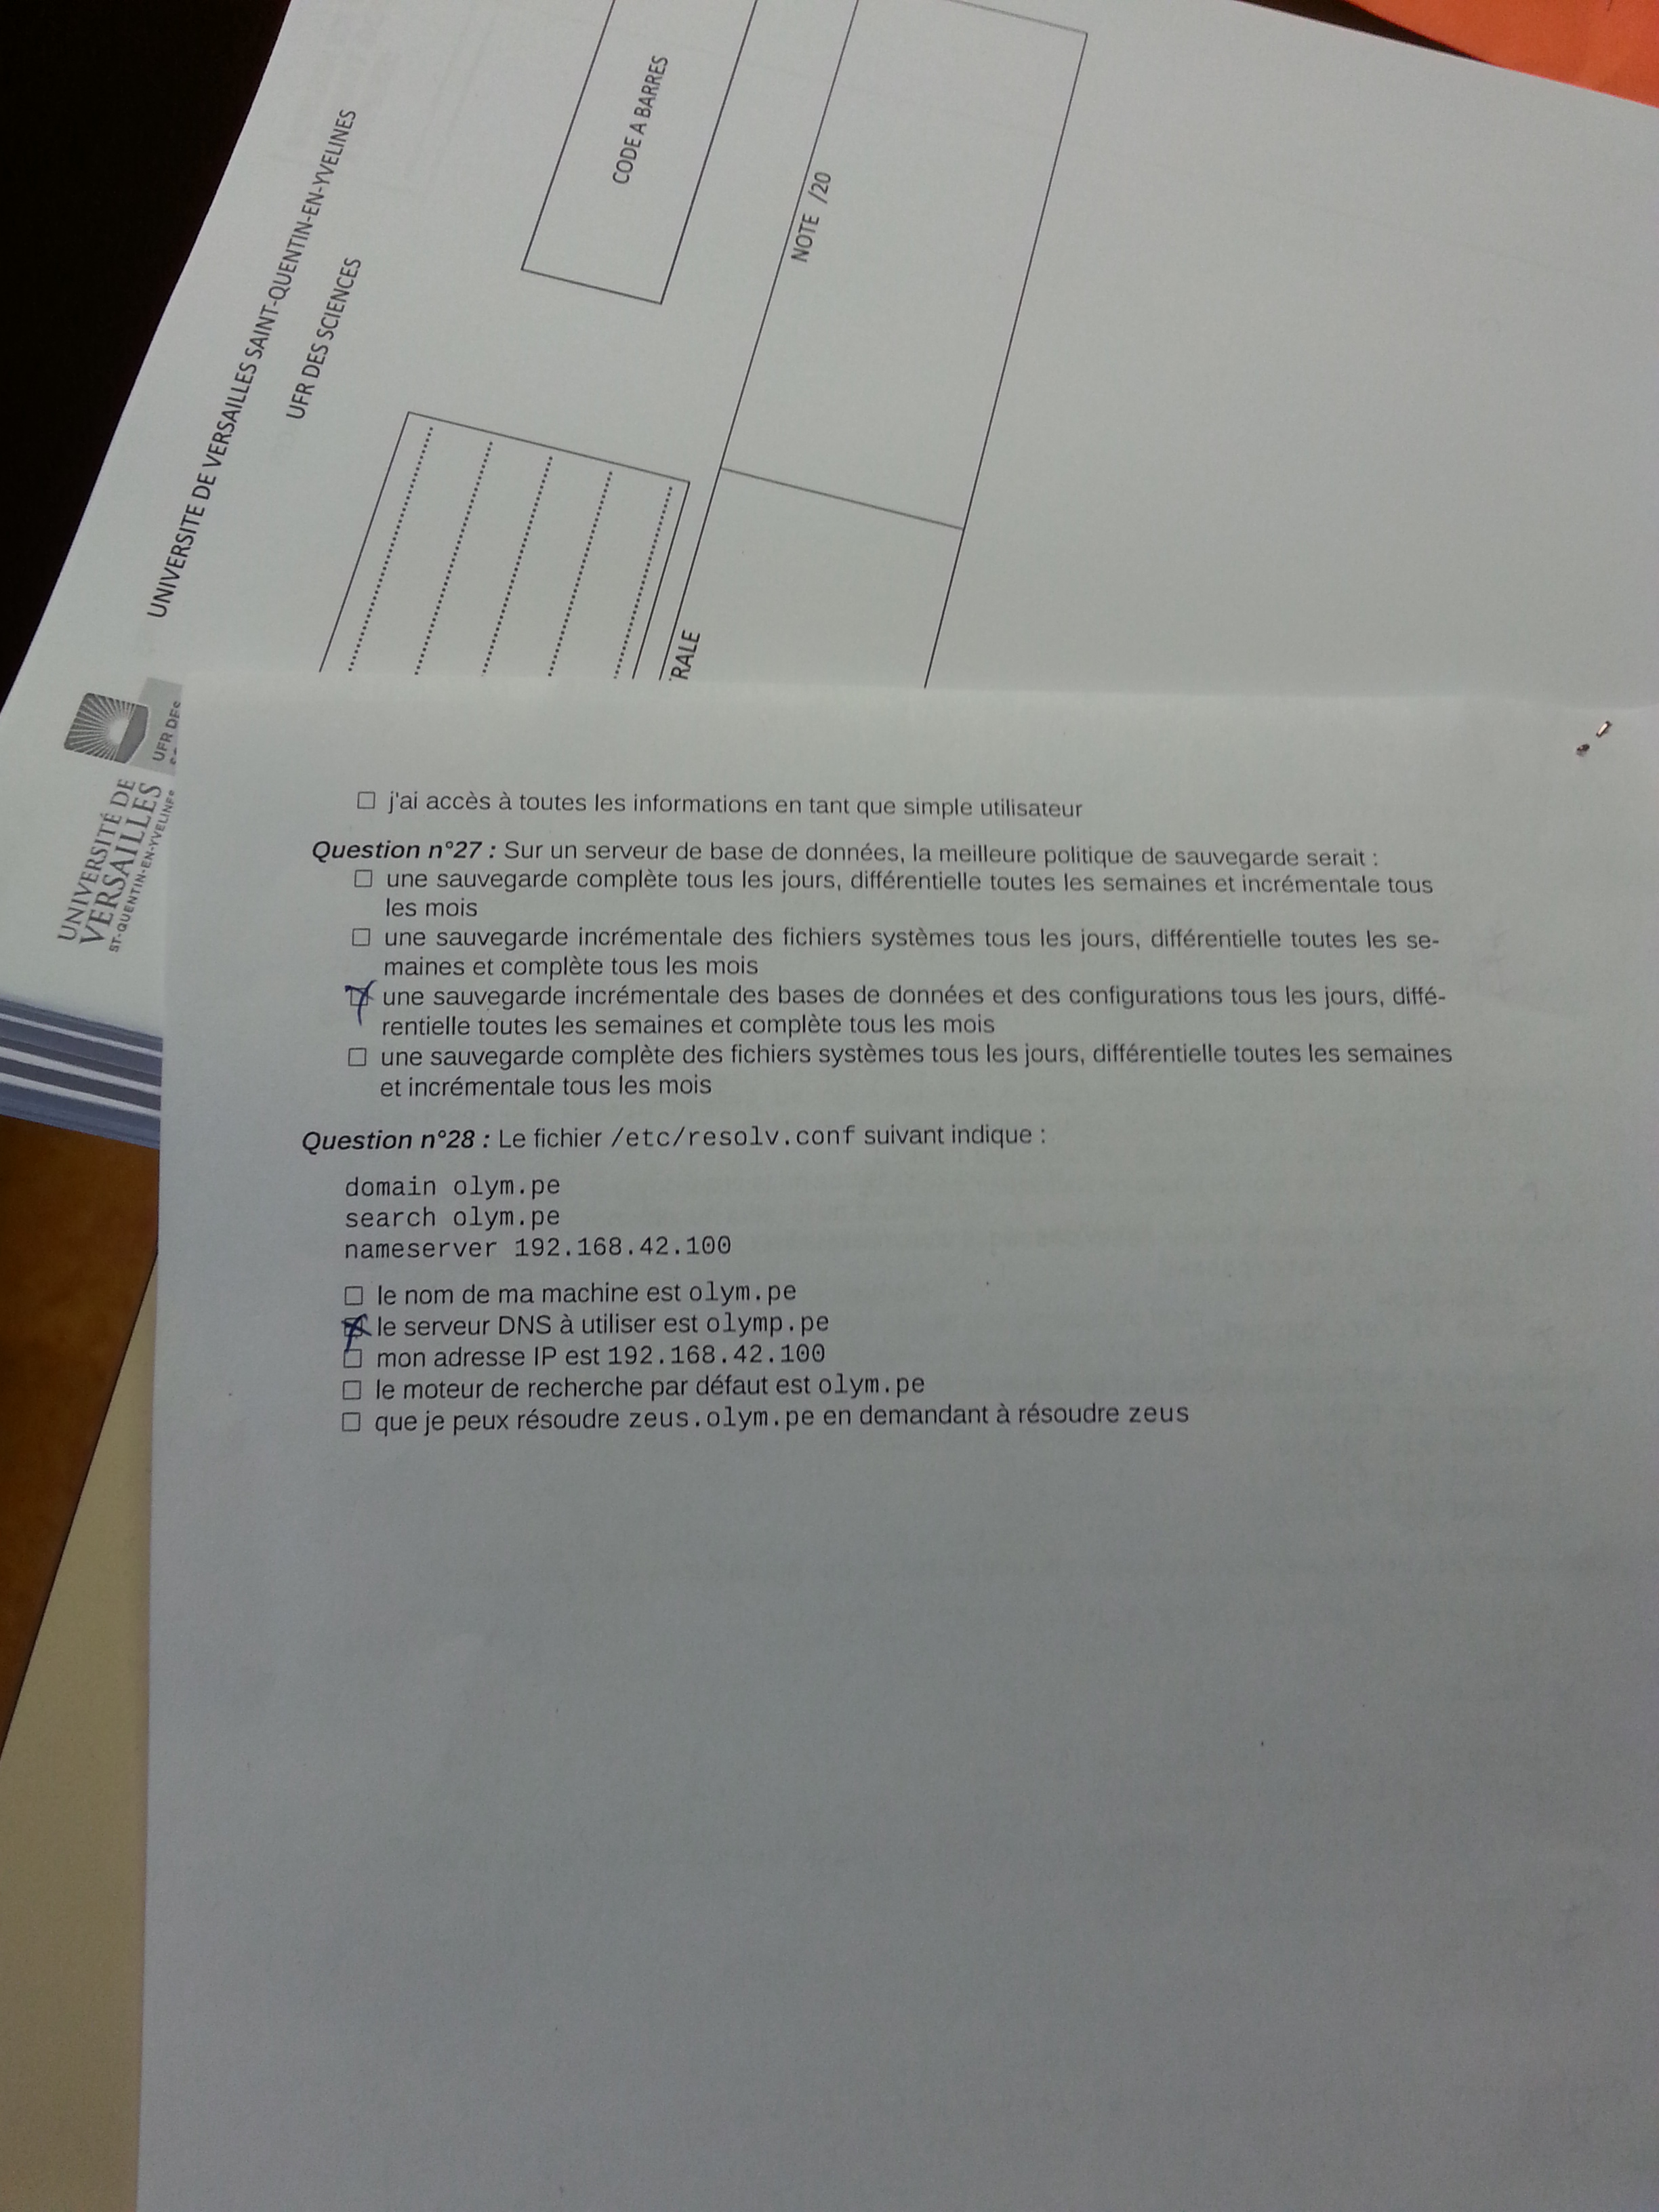 UNIVERSITE DE VERSAILLES SAINT-QUENTIN-EN-YVELINES
UFR DES SCIENCES
CODE A BARRES
NOTE /20
RALE
UNIVERSITÉ DE
VERSAILLES
ST-QUENTIN-EN-YVELINE
UFR DES
☐ j'ai accès à toutes les informations en tant que simple utilisateur
Question n°27 : Sur un serveur de base de données, la meilleure politique de sauvegarde serait :
☐ une sauvegarde complète tous les jours, différentielle toutes les semaines et incrémentale tous
les mois
☐ une sauvegarde incrémentale des fichiers systèmes tous les jours, différentielle toutes les se-
maines et complète tous les mois
☒ une sauvegarde incrémentale des bases de données et des configurations tous les jours, diffé-
rentielle toutes les semaines et complète tous les mois
☐ une sauvegarde complète des fichiers systèmes tous les jours, différentielle toutes les semaines
et incrémentale tous les mois
Question n°28 : Le fichier /etc/resolv.conf suivant indique :
domain olym.pe
search olym.pe
nameserver 192.168.42.100
☐ le nom de ma machine est olym.pe
☒ le serveur DNS à utiliser est olymp.pe
☐ mon adresse IP est 192.168.42.100
☐ le moteur de recherche par défaut est olym.pe
☐ que je peux résoudre zeus.olym.pe en demandant à résoudre zeus